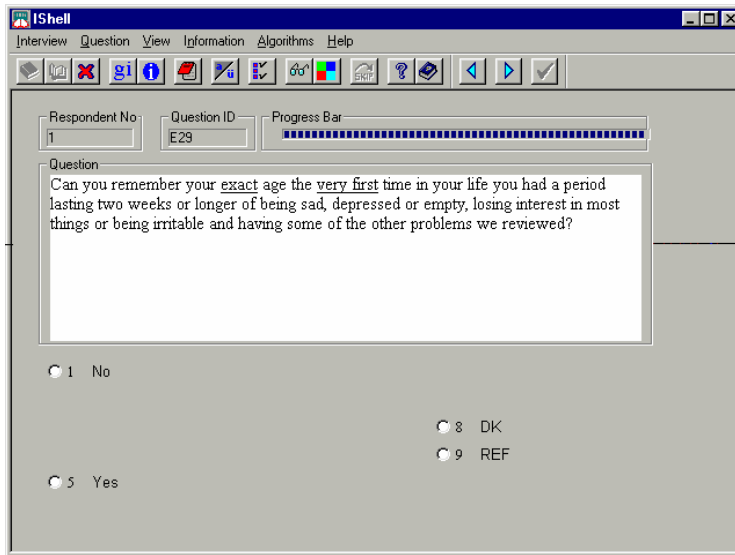 IShell
Interview Question View Information Algorithms Help
gi i a/ü SKIP ?
Respondent No Question ID Progress Bar
1 E29
Question
Can you remember your exact age the very first time in your life you had a period
lasting two weeks or longer of being sad, depressed or empty, losing interest in most
things or being irritable and having some of the other problems we reviewed?
1 No
8 DK
9 REF
5 Yes